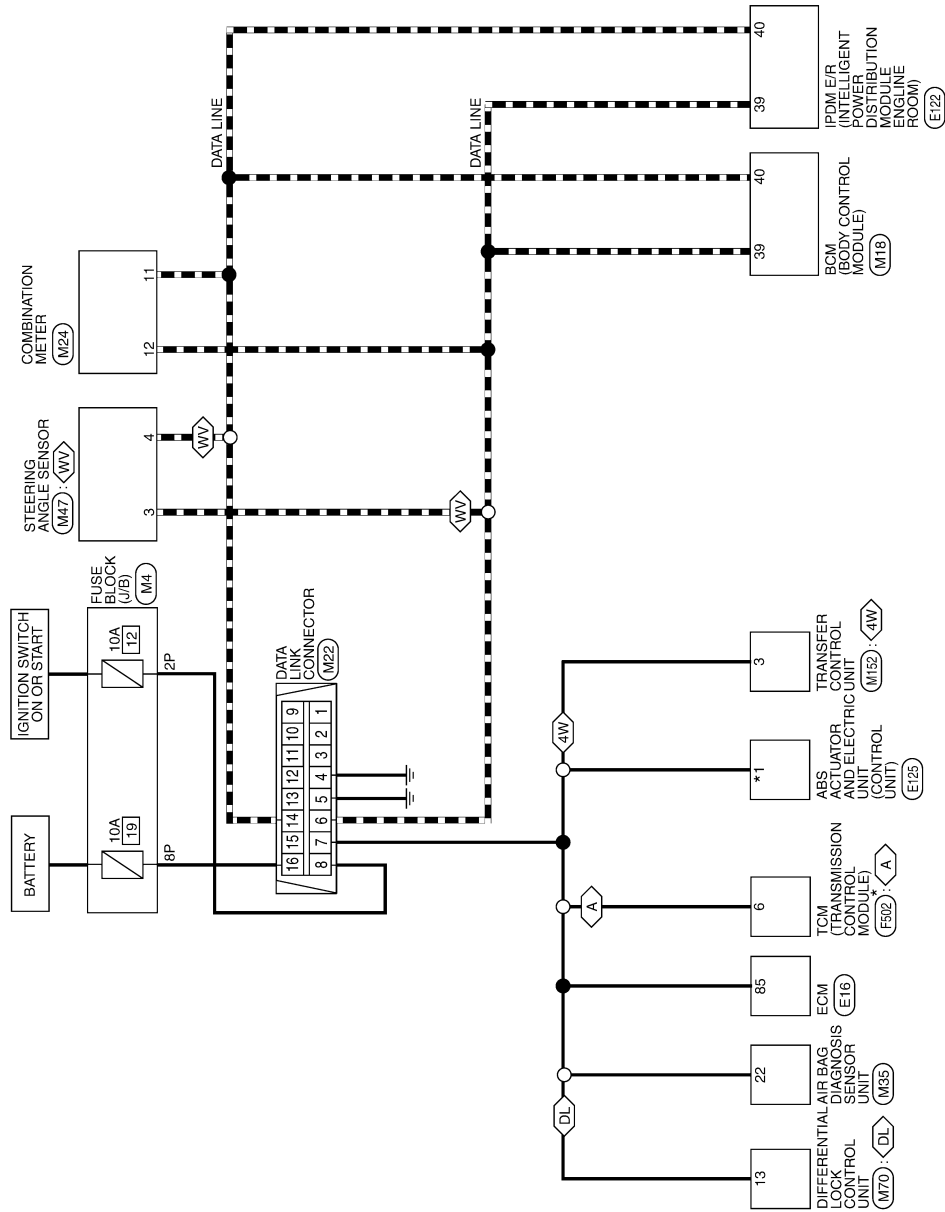 IGNITION SWITCH
ON OR START
BATTERY
FUSE
BLOCK
(J/B)
M4
10A
12
2P
10A
19
8P
STEERING
ANGLE SENSOR
M47 : WV
3
4
COMBINATION
METER
M24
12
11
WV
WV
DATA LINE
DATA LINE
DATA
LINK
CONNECTOR
M22
16 15 14 13 12 11 10 9
8 7 6 5 4 3 2 1
DL
A
4W
13
DIFFERENTIAL
LOCK
CONTROL
UNIT
M70 : DL
22
AIR BAG
DIAGNOSIS
SENSOR
UNIT
M35
85
ECM
E16
6
TCM
(TRANSMISSION
CONTROL
MODULE)
F502 * : A
*1
ABS
ACTUATOR
AND ELECTRIC
UNIT
(CONTROL
UNIT)
E125
3
TRANSFER
CONTROL
UNIT
M152 : 4W
39
40
BCM
(BODY CONTROL
MODULE)
M18
39
40
IPDM E/R
(INTELLIGENT
POWER
DISTRIBUTION
MODULE
ENGLINE
ROOM)
E122